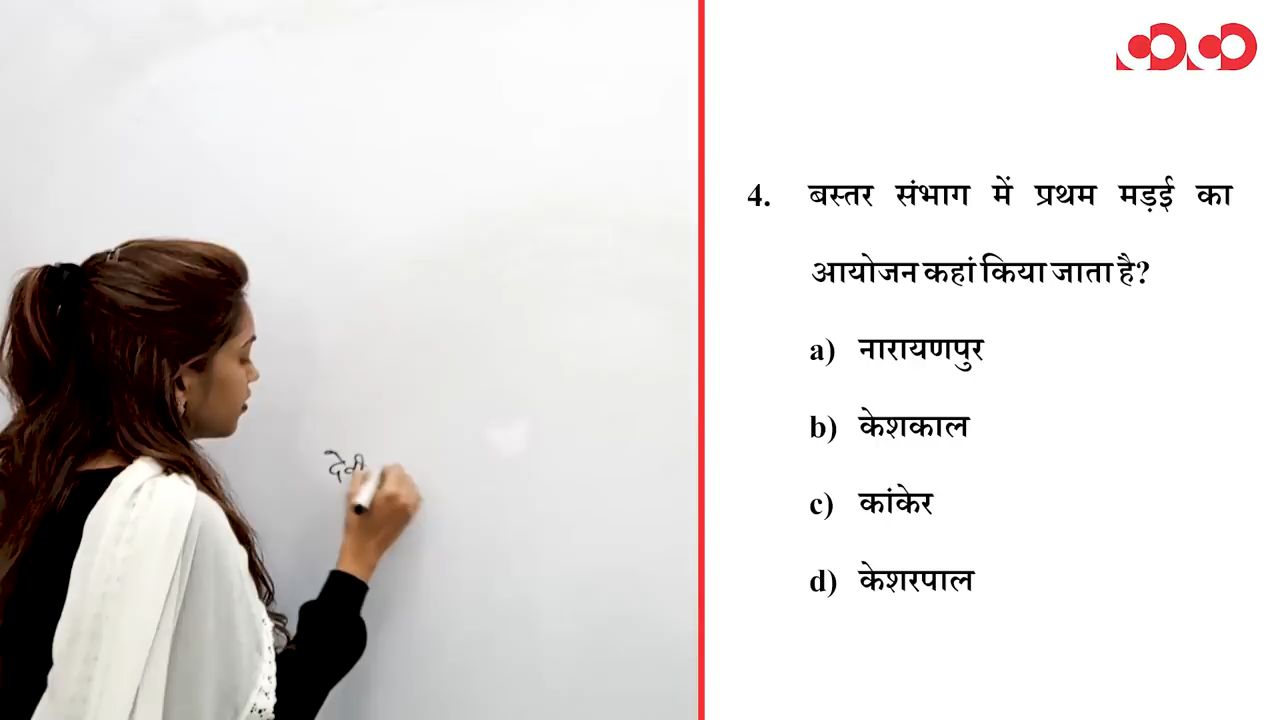 देवी
4. बस्तर संभाग में प्रथम मड़ई का
आयोजन कहां किया जाता है?
a) नारायणपुर
b) केशकाल
c) कांकेर
d) केशरपाल